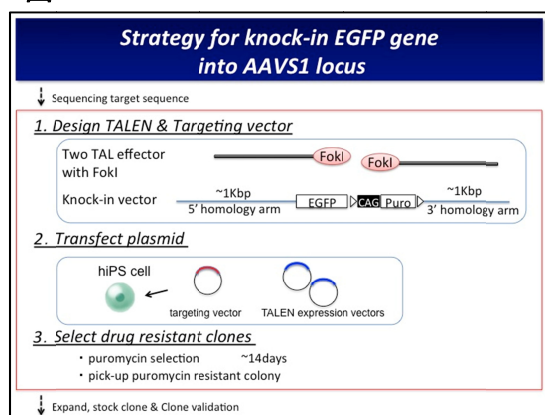 Strategy for knock-in EGFP gene
into AAVS1 locus
Sequencing target sequence
1. Design TALEN & Targeting vector
Two TAL effector
with FokI
FokI
FokI
Knock-in vector
~1Kbp
5’ homology arm
EGFP
CAG
Puro
~1Kbp
3’ homology arm
2. Transfect plasmid
hiPS cell
targeting vector
TALEN expression vectors
3. Select drug resistant clones
・puromycin selection ~14days
・pick-up puromycin resistant colony
Expand, stock clone & Clone validation